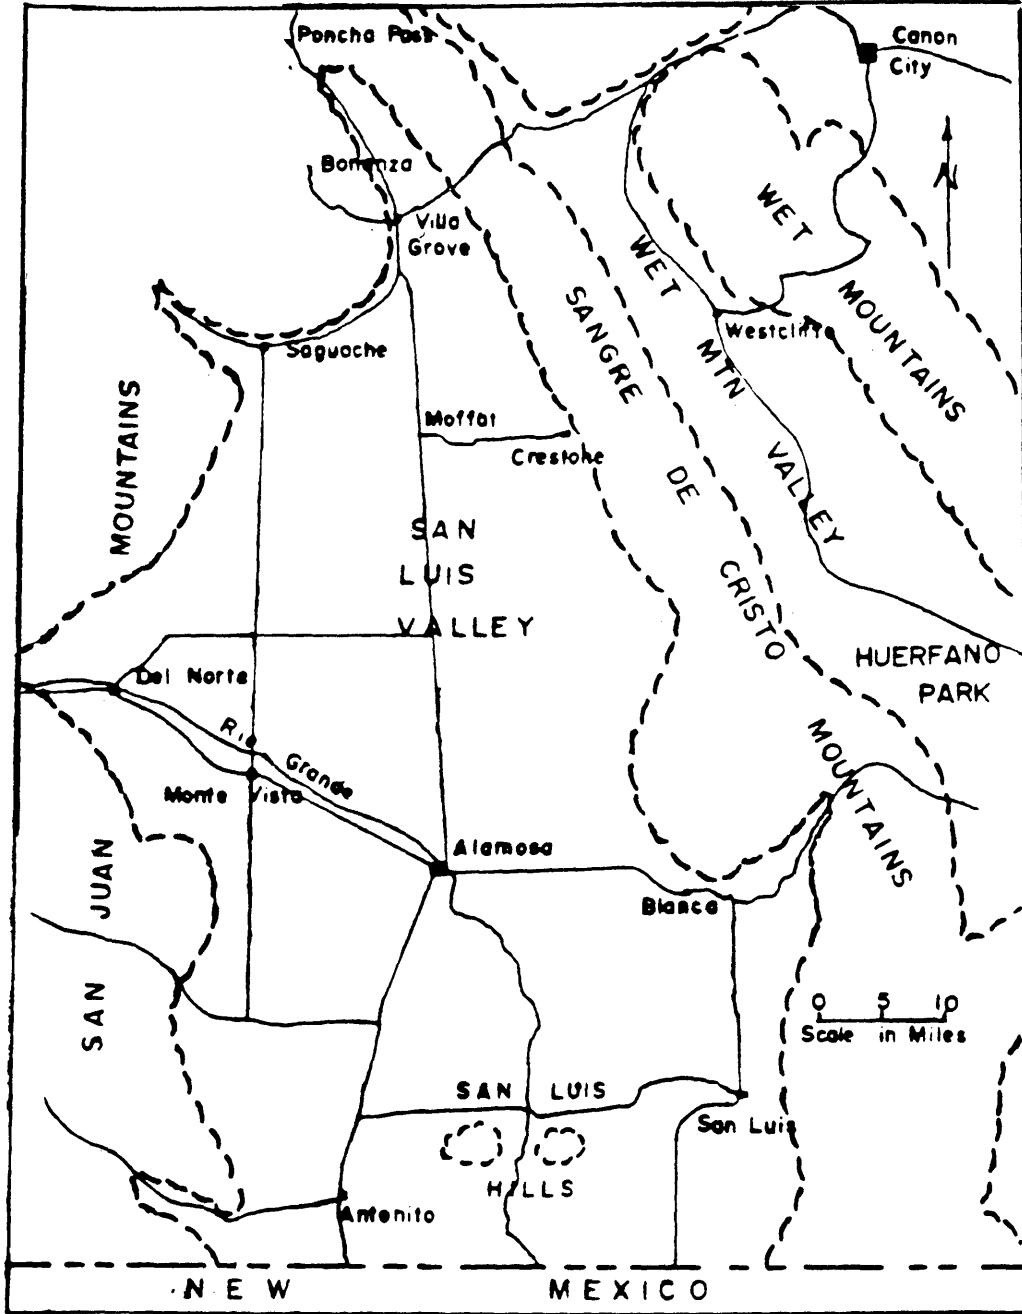 Poncha Pass
Canon
City
N
Bonanza
Villa
Grove
WET
MOUNTAINS
WET
MTN
VALLEY
Westcliffe
SANGRE
DE
CRISTO
MOUNTAINS
Saguache
MOUNTAINS
Moffat
Crestone
SAN
LUIS
VALLEY
HUERFANO
PARK
Del Norte
Rio Grande
Monte Vista
Alamosa
Blanca
SAN JUAN
0 5 10
Scale in Miles
SAN LUIS
HILLS
San Luis
Antonito
NEW MEXICO